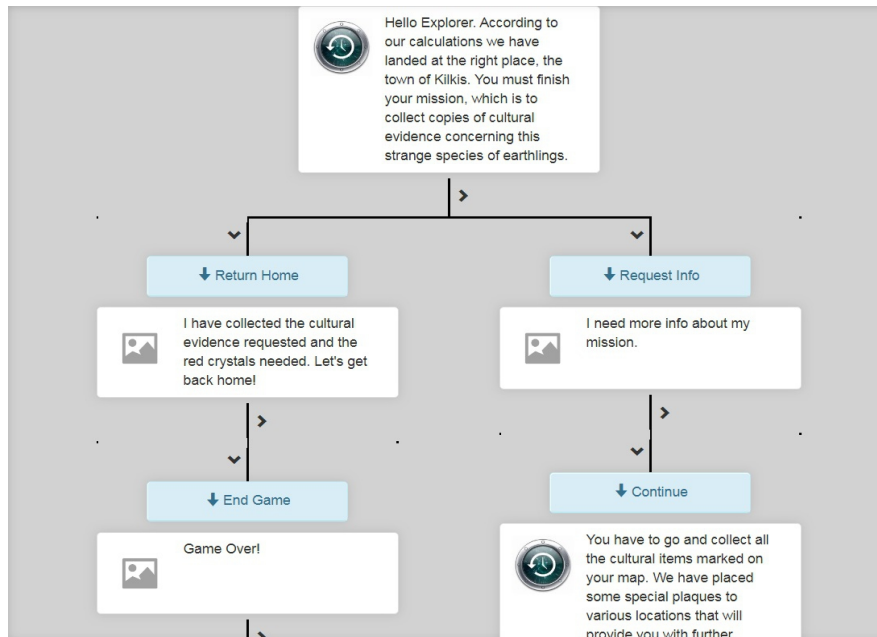 Hello Explorer. According to
our calculations we have
landed at the right place, the
town of Kilkis. You must finish
your mission, which is to
collect copies of cultural
evidence concerning this
strange species of earthlings.
Return Home
I have collected the cultural
evidence requested and the
red crystals needed. Let's get
back home!
End Game
Game Over!
Request Info
I need more info about my
mission.
Continue
You have to go and collect all
the cultural items marked on
your map. We have placed
some special plaques to
various locations that will
provide you with further